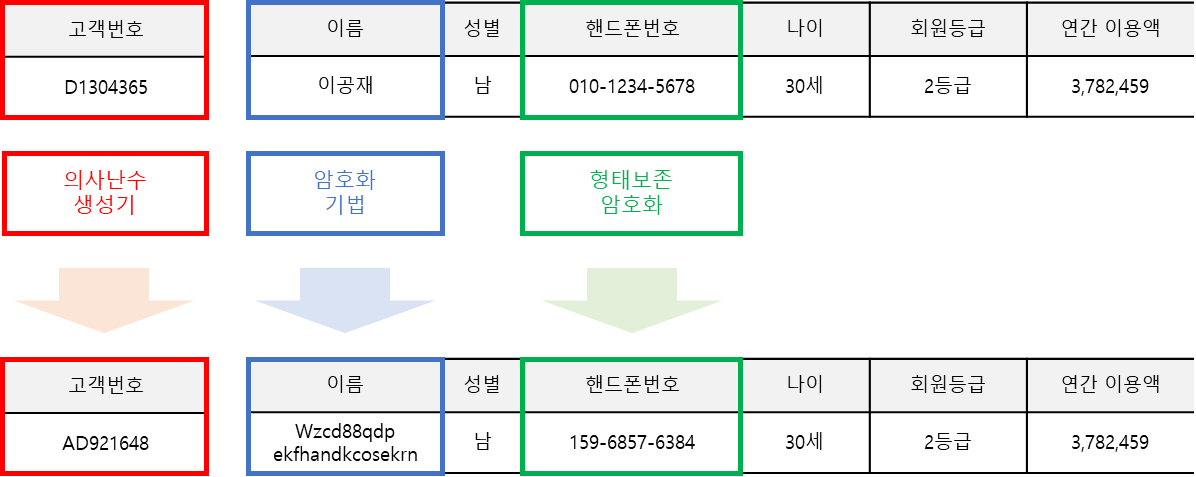 고객번호 이름 성별 핸드폰번호 나이 회원등급 연간 이용액
D1304365 이공재 남 010-1234-5678 30세 2등급 3,782,459
의사난수
생성기
암호화
기법
형태보존
암호화
고객번호 이름 성별 핸드폰번호 나이 회원등급 연간 이용액
AD921648 Wzcd88qdp
ekfhandkcosekrn 남 159-6857-6384 30세 2등급 3,782,459